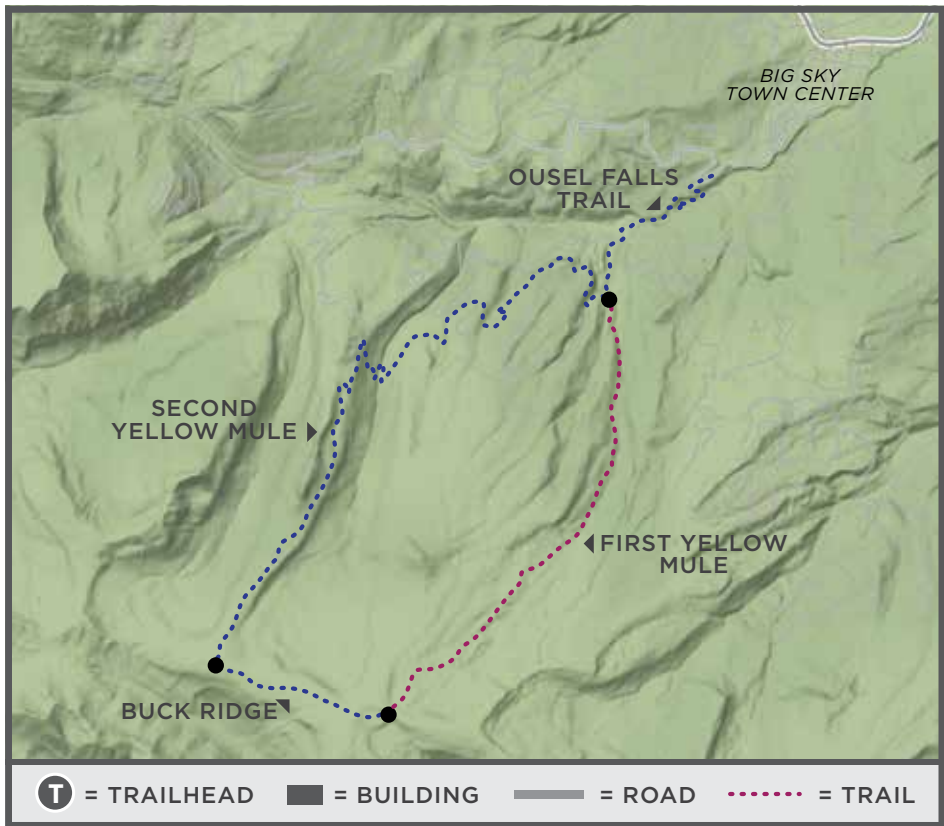 BIG SKY
TOWN CENTER
OUSEL FALLS
TRAIL
SECOND
YELLOW MULE
FIRST YELLOW
MULE
BUCK RIDGE
T = TRAILHEAD = BUILDING = ROAD = TRAIL